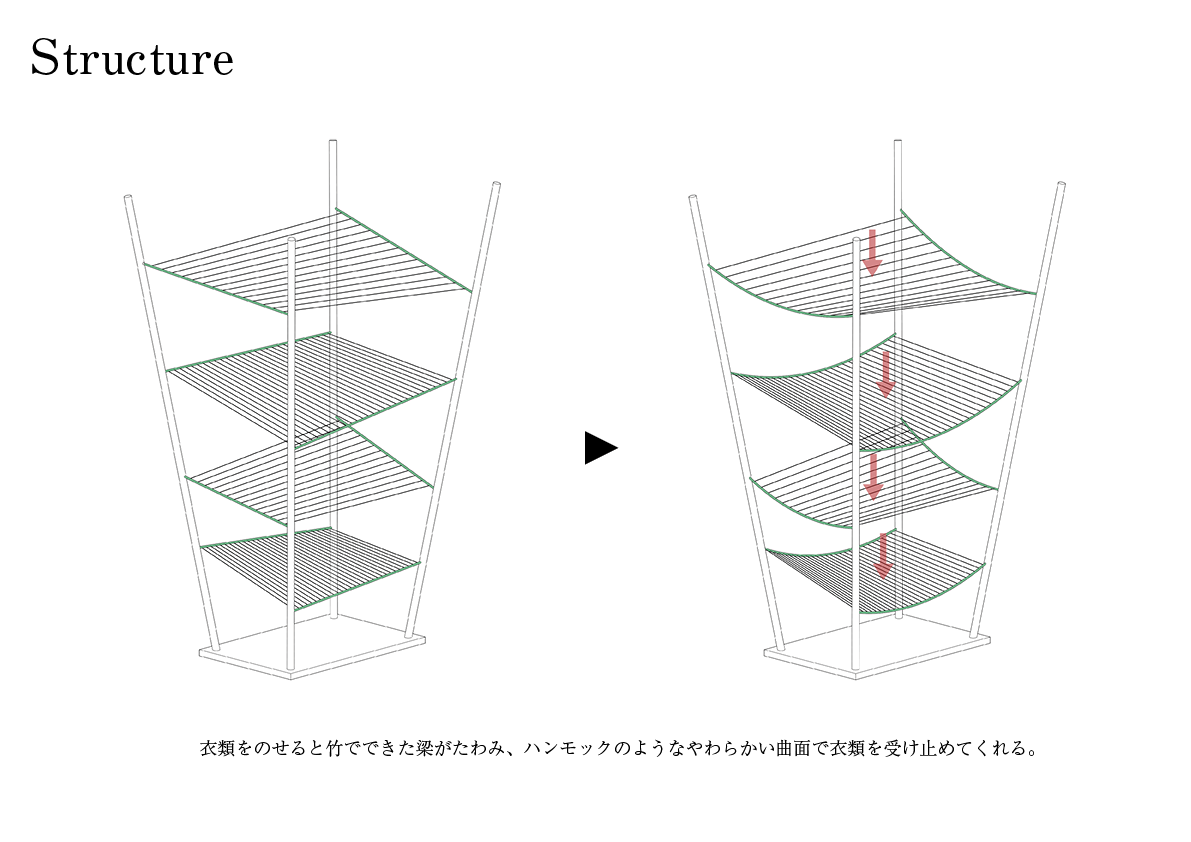 Structure
衣類をのせると竹でできた梁がたわみ、ハンモックのようなやわらかい曲面で衣類を受け止めてくれる。